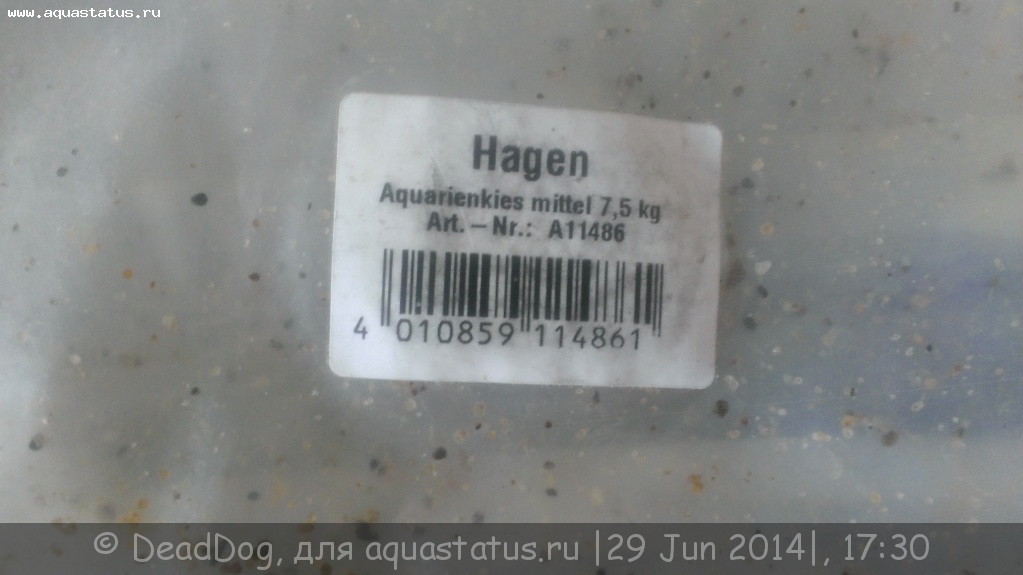 www.aquastatus.ru
Hagen
Aquarienkies mittel 7,5 kg
Art. – Nr.: A11486
4 010859 114861
© DeadDog, для aquastatus.ru |29 Jun 2014|, 17:30